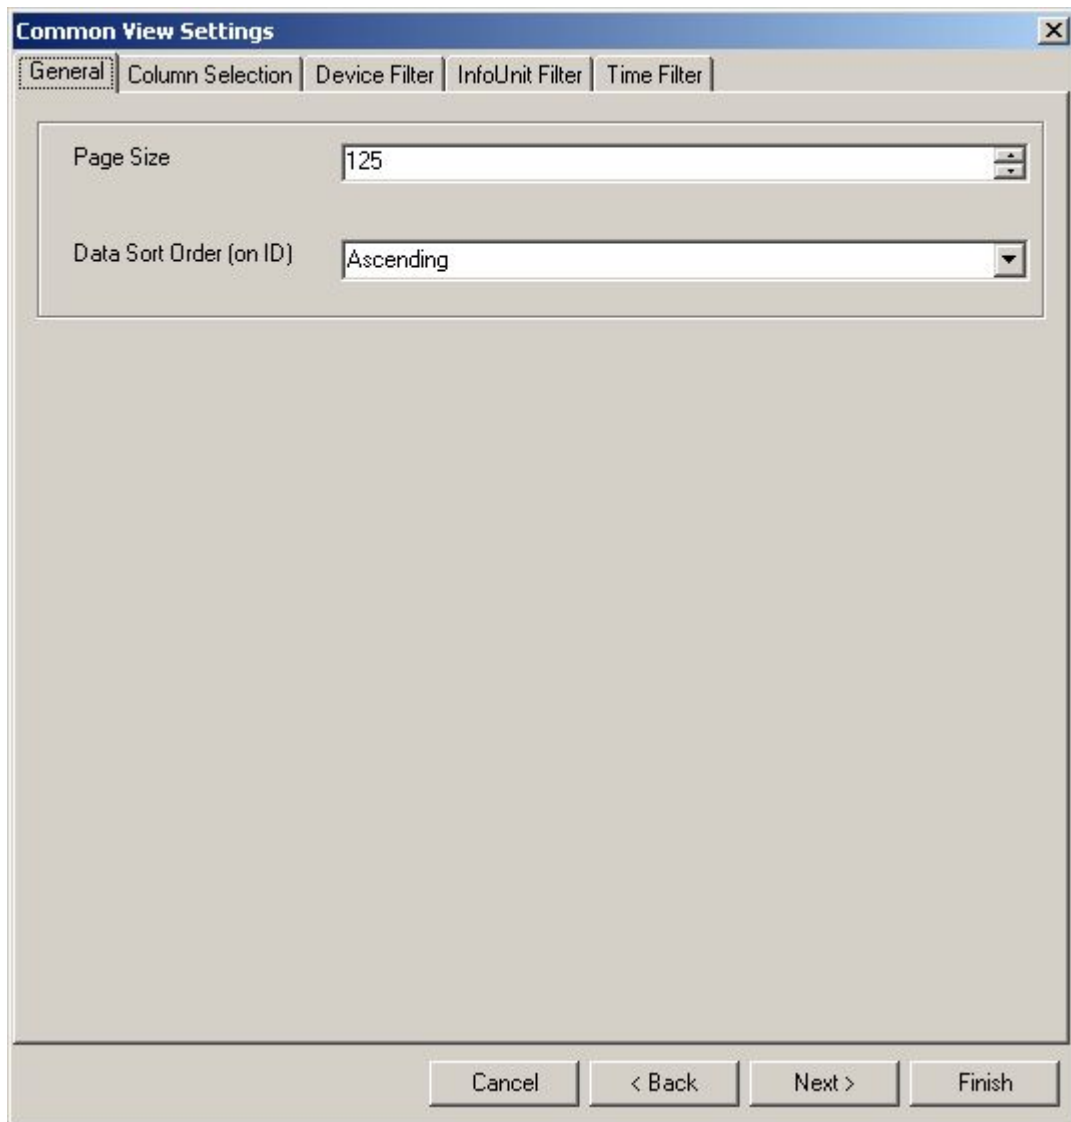 Common View Settings
General Column Selection Device Filter InfoUnit Filter Time Filter
Page Size 125
Data Sort Order (on ID) Ascending
Cancel < Back Next > Finish